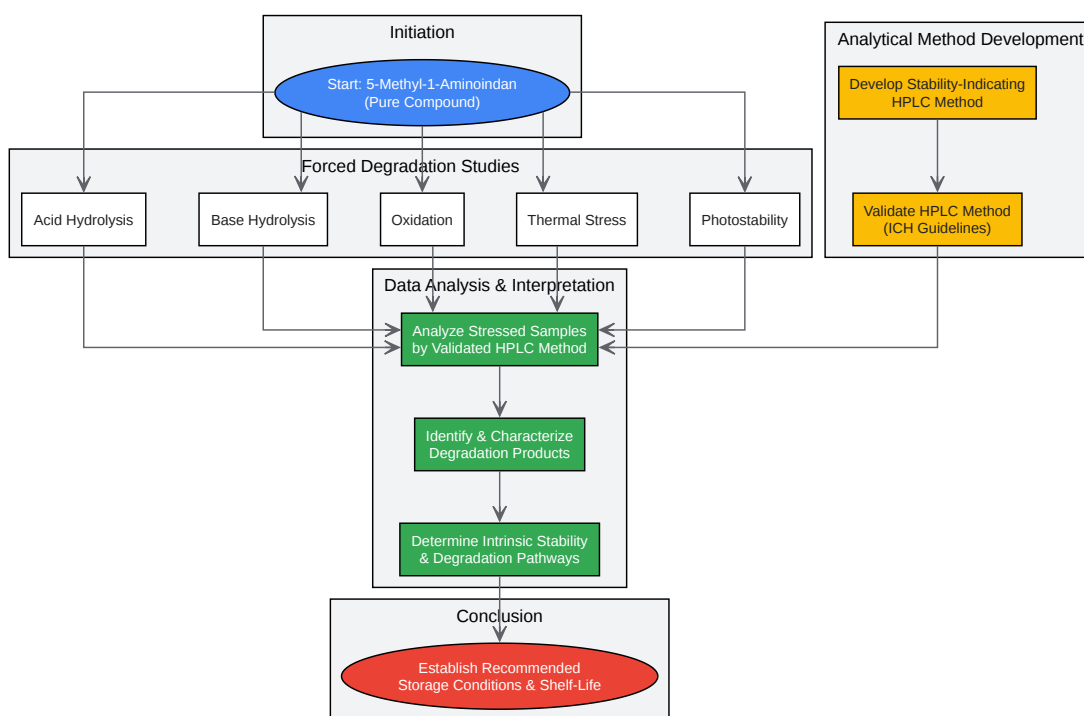 Initiation
Start: 5-Methyl-1-Aminoindan
(Pure Compound)
Analytical Method Development
Develop Stability-Indicating
HPLC Method
Validate HPLC Method
(ICH Guidelines)
Forced Degradation Studies
Acid Hydrolysis
Base Hydrolysis
Oxidation
Thermal Stress
Photostability
Data Analysis & Interpretation
Analyze Stressed Samples
by Validated HPLC Method
Identify & Characterize
Degradation Products
Determine Intrinsic Stability
& Degradation Pathways
Conclusion
Establish Recommended
Storage Conditions & Shelf-Life